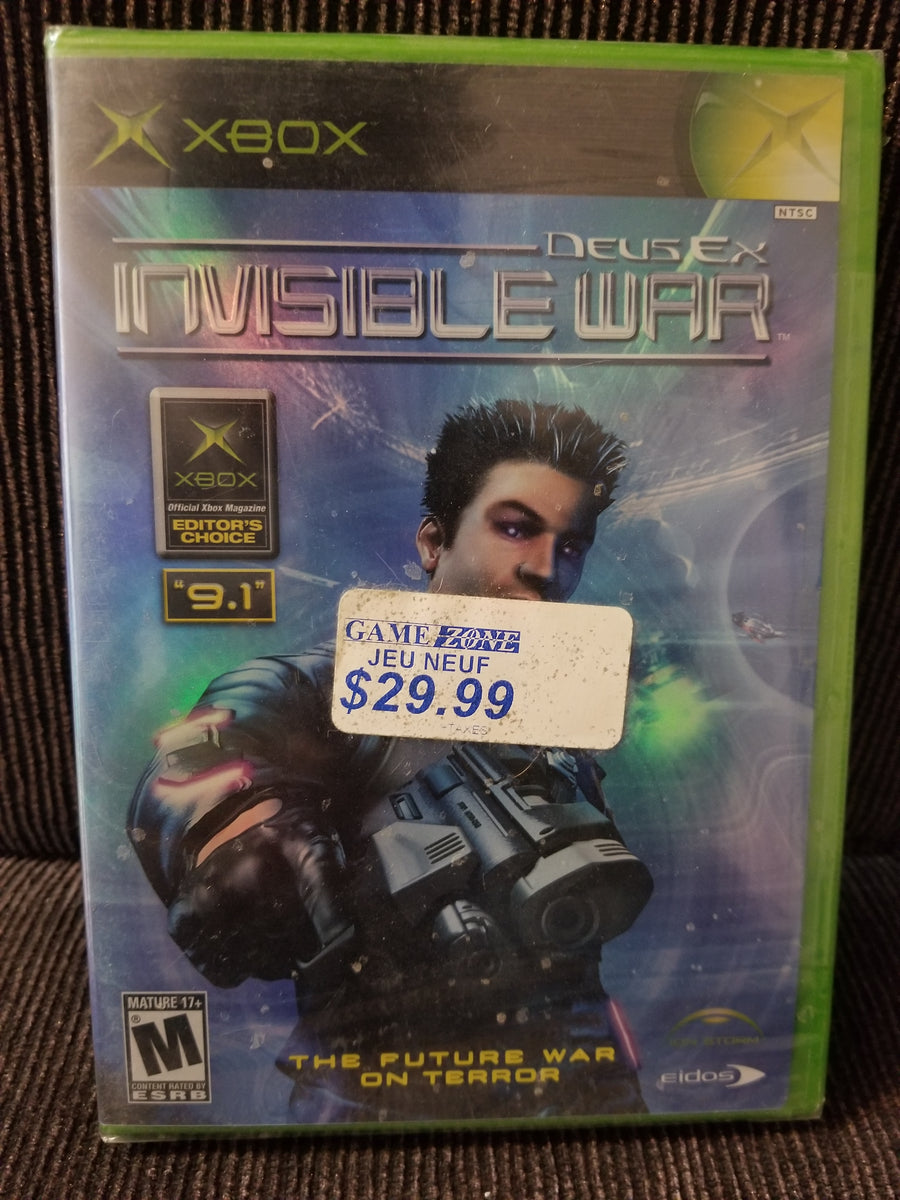 XBOX
NTSC
DEUS EX
INVISIBLE WAR™
XBOX
Official Xbox Magazine
EDITOR'S
CHOICE
"9.1"
GAME ZONE
JEU NEUF
$29.99
TAXES
MATURE 17+
M®
CONTENT RATED BY
ESRB
THE FUTURE WAR
ON TERROR
ION STORM
eidos